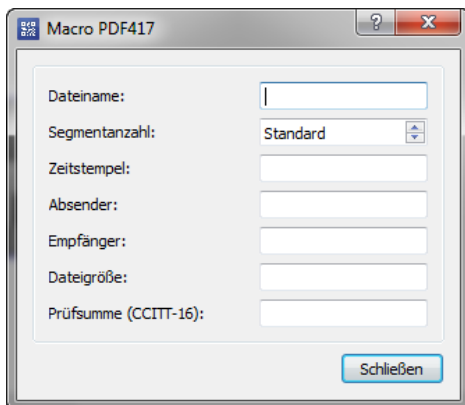 Macro PDF417
?
Dateiname:
Segmentanzahl: Standard
Zeitstempel:
Absender:
Empfänger:
Dateigröße:
Prüfsumme (CCITT-16):
Schließen